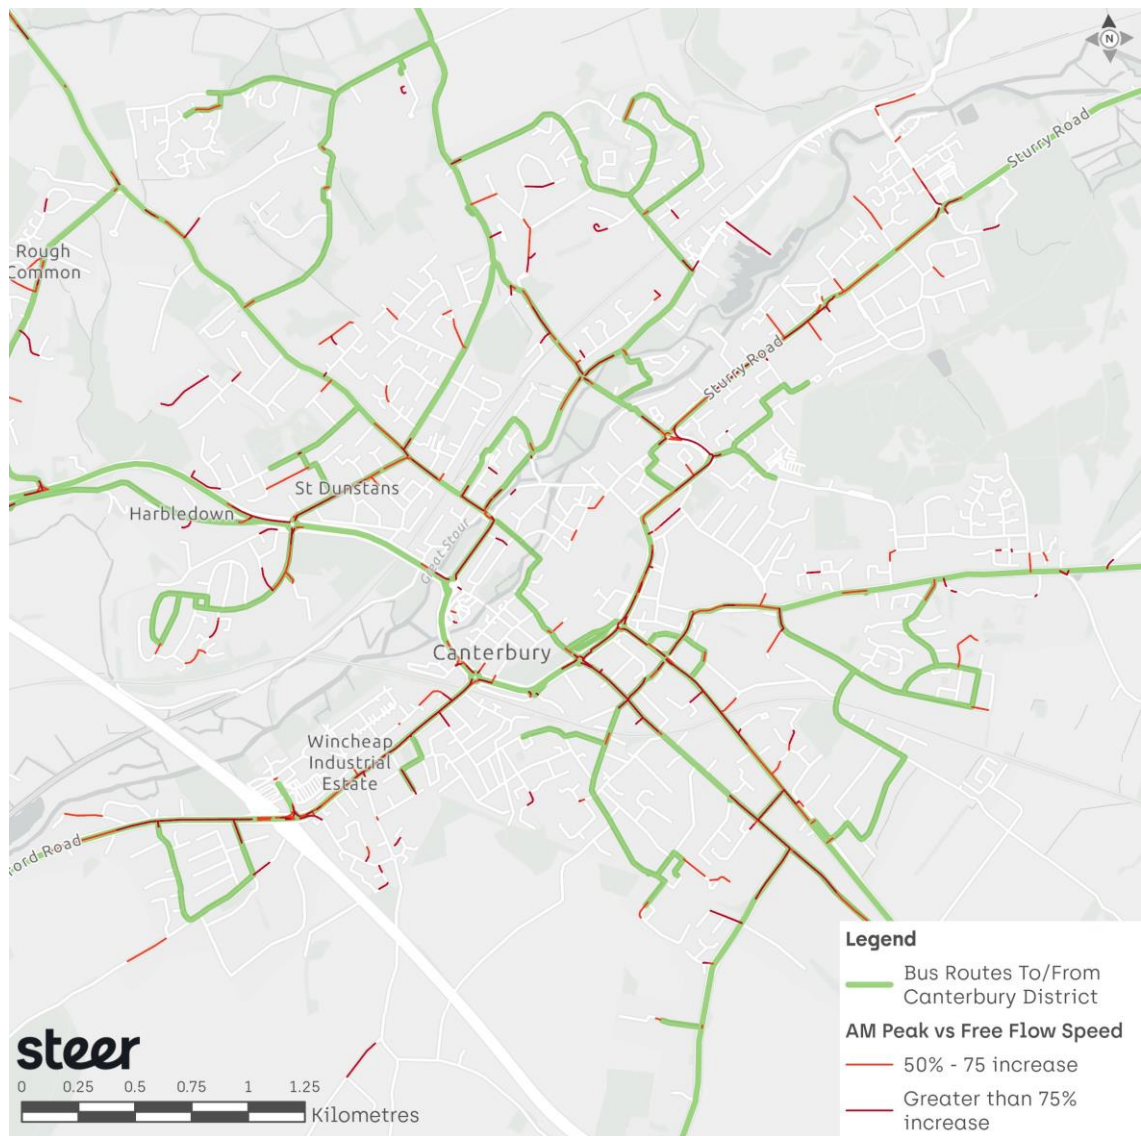 N
Sturry Road
Rough
Common
Sturry Road
St Dunstans
Harbledown
Great Stour
Canterbury
Wincheap
Industrial
Estate
ford Road
Legend
Bus Routes To/From
Canterbury District
AM Peak vs Free Flow Speed
50% - 75 increase
Greater than 75%
increase
steer
0 0.25 0.5 0.75 1 1.25
Kilometres